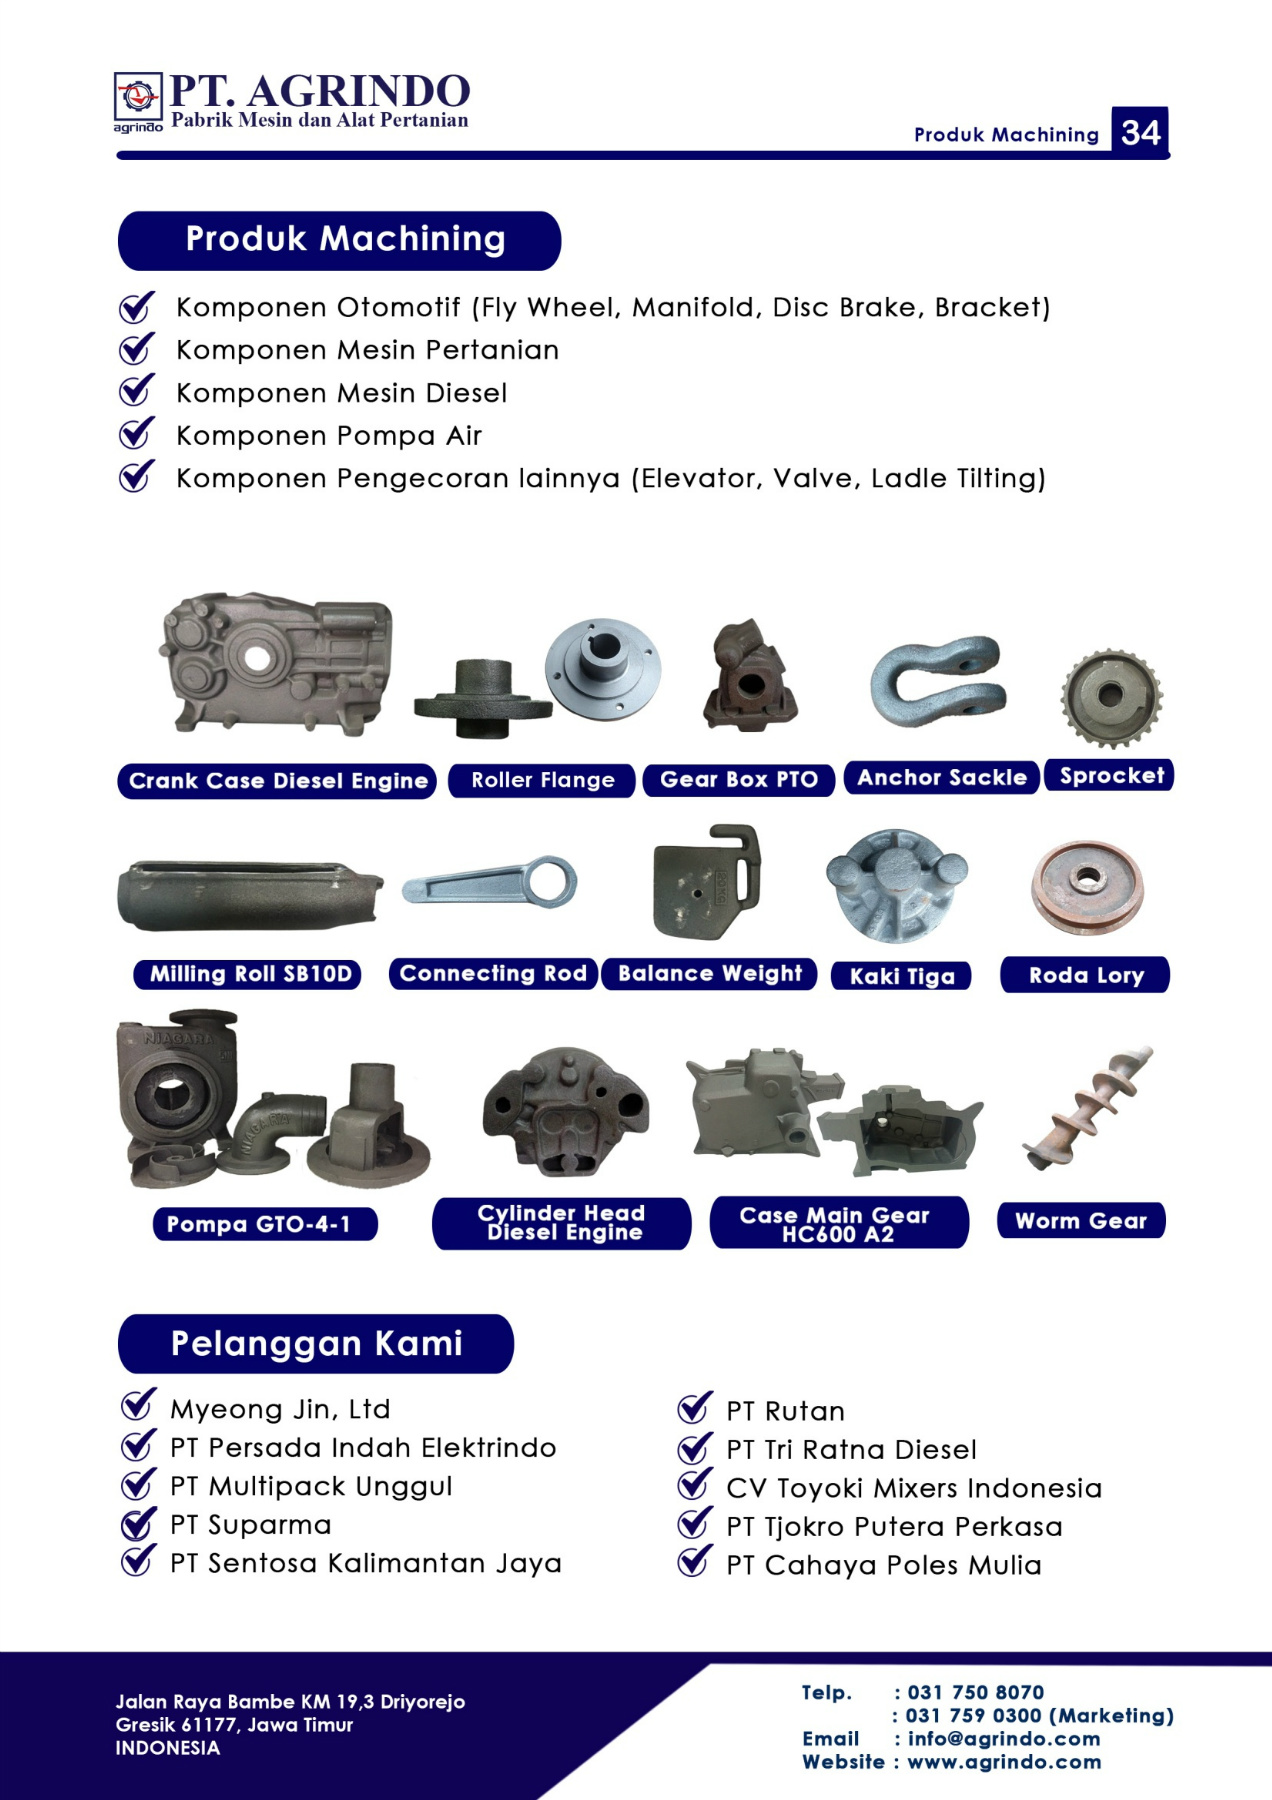 PT. AGRINDO
Pabrik Mesin dan Alat Pertanian
agrindo
Produk Machining 34
Produk Machining
Komponen Otomotif (Fly Wheel, Manifold, Disc Brake, Bracket)
Komponen Mesin Pertanian
Komponen Mesin Diesel
Komponen Pompa Air
Komponen Pengecoran lainnya (Elevator, Valve, Ladle Tilting)
Crank Case Diesel Engine
Roller Flange
Gear Box PTO
Anchor Sackle
Sprocket
Milling Roll SB10D
Connecting Rod
Balance Weight
Kaki Tiga
Roda Lory
NIAGARA
NIAGARA
Pompa GTO-4-1
Cylinder Head
Diesel Engine
Case Main Gear
HC600 A2
Worm Gear
Pelanggan Kami
Myeong Jin, Ltd
PT Persada Indah Elektrindo
PT Multipack Unggul
PT Suparma
PT Sentosa Kalimantan Jaya
PT Rutan
PT Tri Ratna Diesel
CV Toyoki Mixers Indonesia
PT Tjokro Putera Perkasa
PT Cahaya Poles Mulia
Jalan Raya Bambe KM 19,3 Driyorejo
Gresik 61177, Jawa Timur
INDONESIA
Telp. : 031 750 8070
: 031 759 0300 (Marketing)
Email : info@agrindo.com
Website : www.agrindo.com